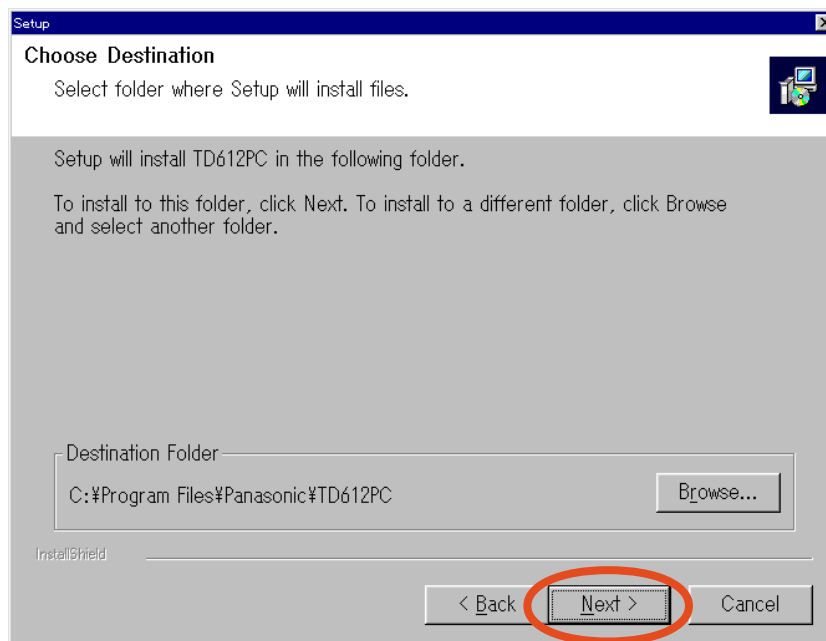 Setup
Choose Destination
Select folder where Setup will install files.
Setup will install TD612PC in the following folder.
To install to this folder, click Next. To install to a different folder, click Browse
and select another folder.
Destination Folder
C:¥Program Files¥Panasonic¥TD612PC
Browse...
InstallShield
< Back
Next >
Cancel